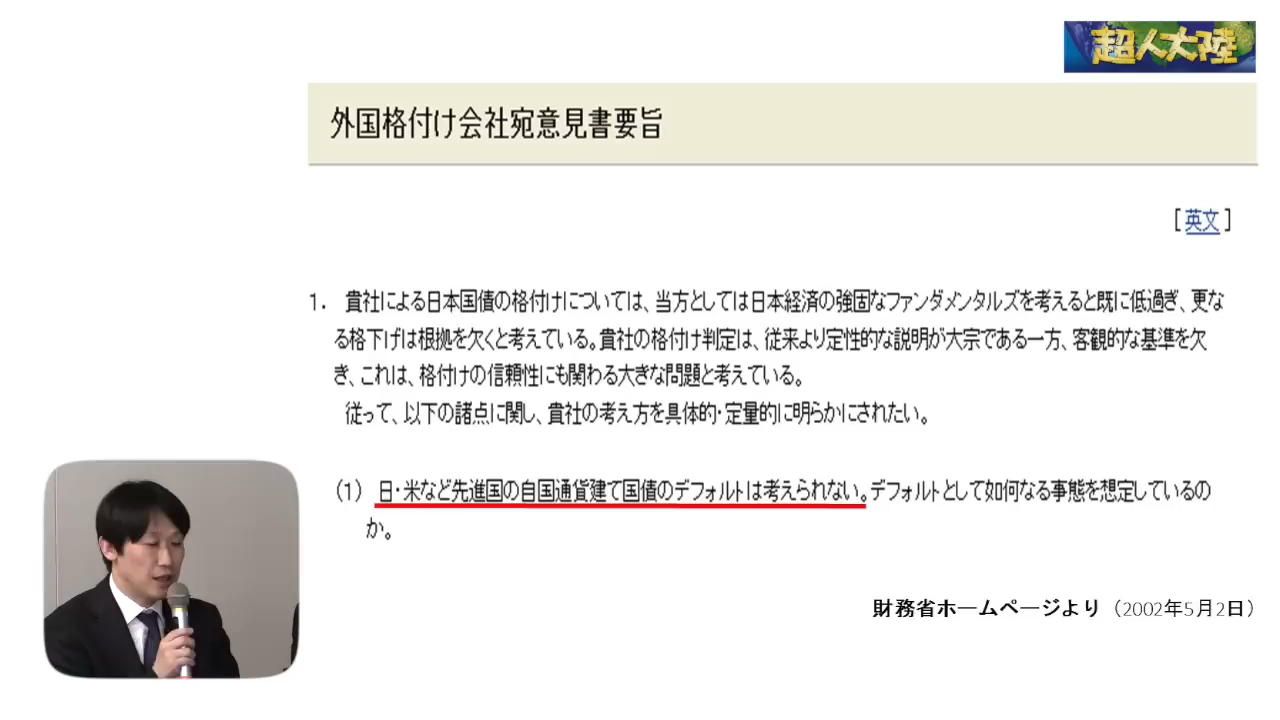 超人大陸
外国格付け会社宛意見書要旨
[英文]
1. 貴社による日本国債の格付けについては、当方としては日本経済の強固なファンダメンタルズを考えると既に低過ぎ、更な
る格下げは根拠を欠くと考えている。貴社の格付け判定は、従来より定性的な説明が大宗である一方、客観的な基準を欠
き、これは、格付けの信頼性にも関わる大きな問題と考えている。
従って、以下の諸点に関し、貴社の考え方を具体的・定量的に明らかにされたい。
(1) 日・米など先進国の自国通貨建て国債のデフォルトは考えられない。デフォルトとして如何なる事態を想定しているの
か。
財務省ホームページより（2002年5月2日）